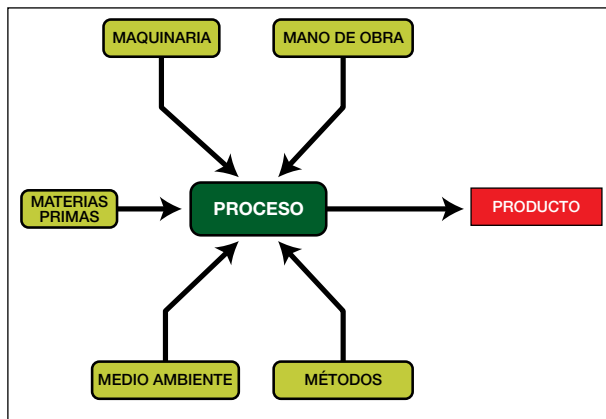 MAQUINARIA
MANO DE OBRA
MATERIAS
PRIMAS
PROCESO
PRODUCTO
MEDIO AMBIENTE
MÉTODOS